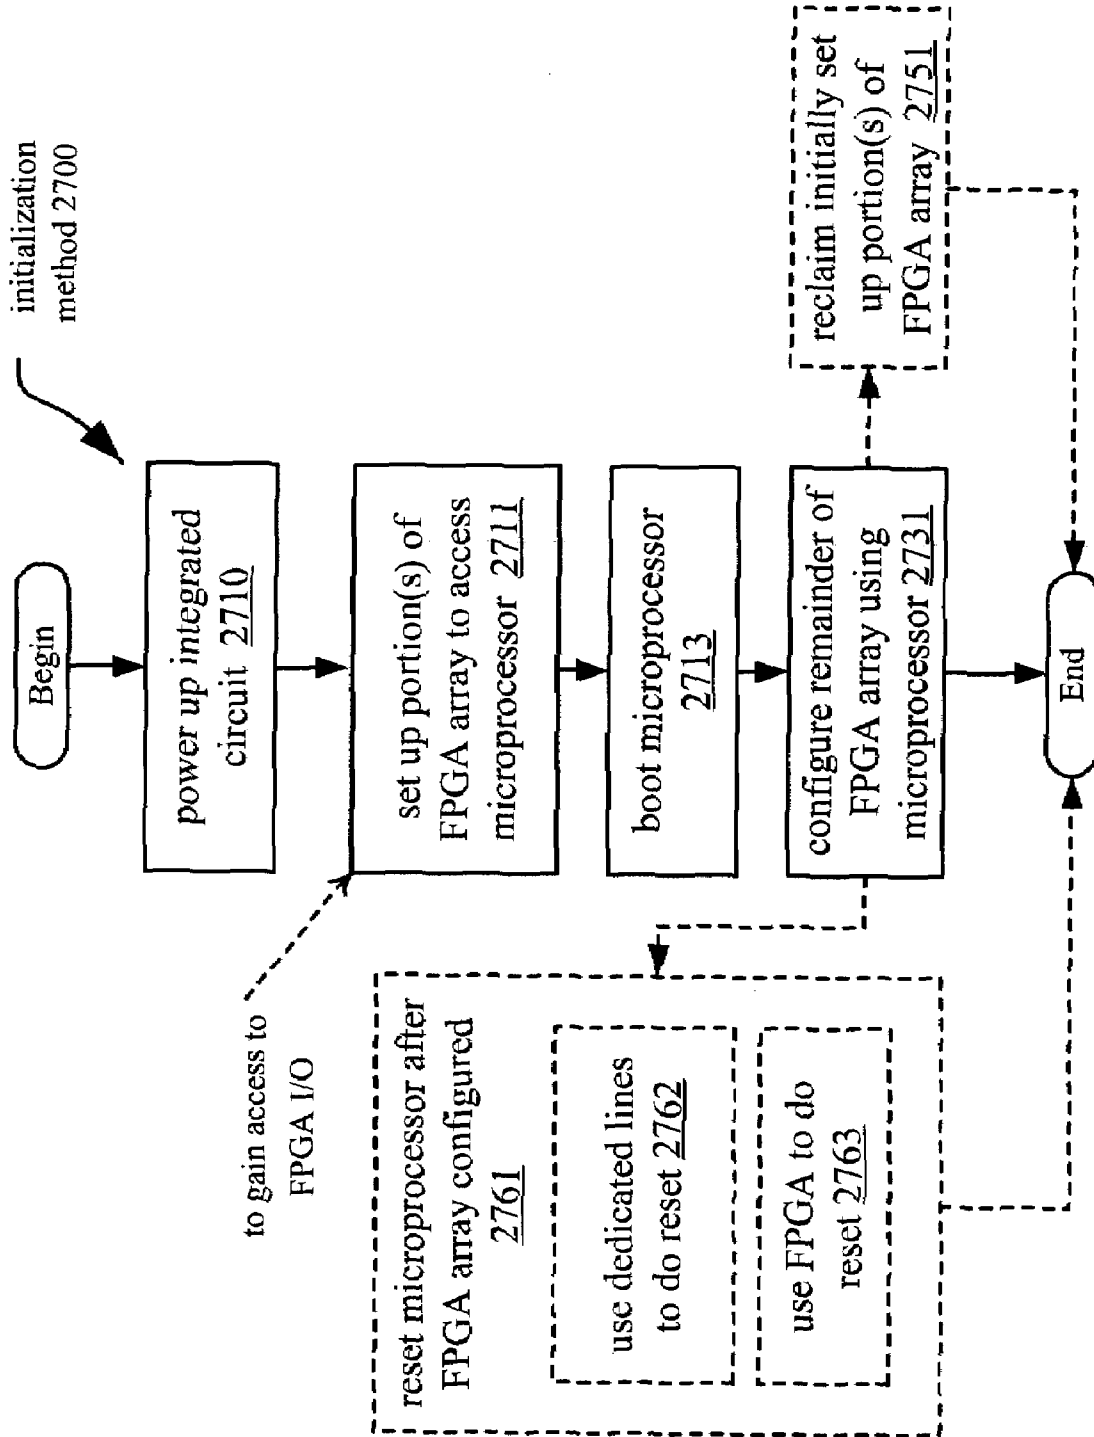 initialization
method 2700
Begin
power up integrated
circuit 2710
to gain access to
FPGA I/O
set up portion(s) of
FPGA array to access
microprocessor 2711
boot microprocessor
2713
configure remainder of
FPGA array using
microprocessor 2731
reclaim initially set
up portion(s) of
FPGA array 2751
reset microprocessor after
FPGA array configured
2761
use dedicated lines
to do reset 2762
use FPGA to do
reset 2763
End